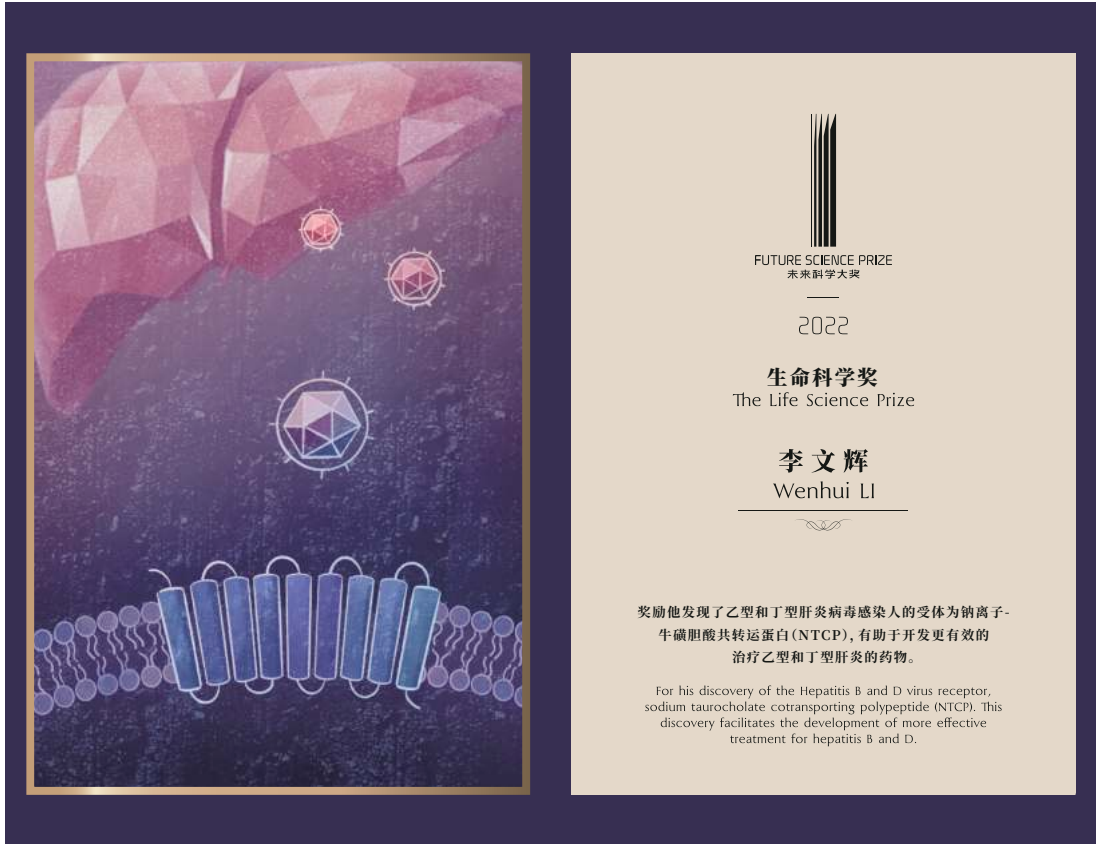 FUTURE SCIENCE PRIZE
未来科学大奖
2022
生命科学奖
The Life Science Prize
李文辉
Wenhui LI
奖励他发现了乙型和丁型肝炎病毒感染人的受体为钠离子-
牛磺胆酸共转运蛋白(NTCP)，有助于开发更有效的
治疗乙型和丁型肝炎的药物。
For his discovery of the Hepatitis B and D virus receptor,
sodium taurocholate cotransporting polypeptide (NTCP). This
discovery facilitates the development of more effective
treatment for hepatitis B and D.